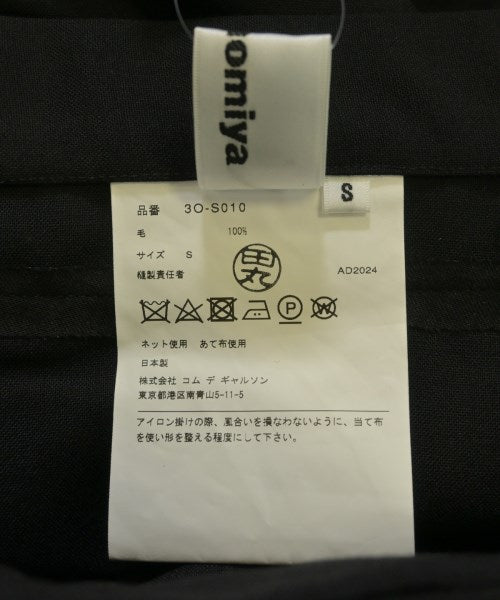 omiya
S
品番 3O-S010
毛 100%
サイズ S
田丸
縫製責任者 AD2024
P W
ネット使用 あて布使用
日本製
株式会社 コム デ ギャルソン
東京都港区南青山5-11-5
アイロン掛けの際、風合いを損なわないように、当て布
を使い形を整える程度にして下さい。